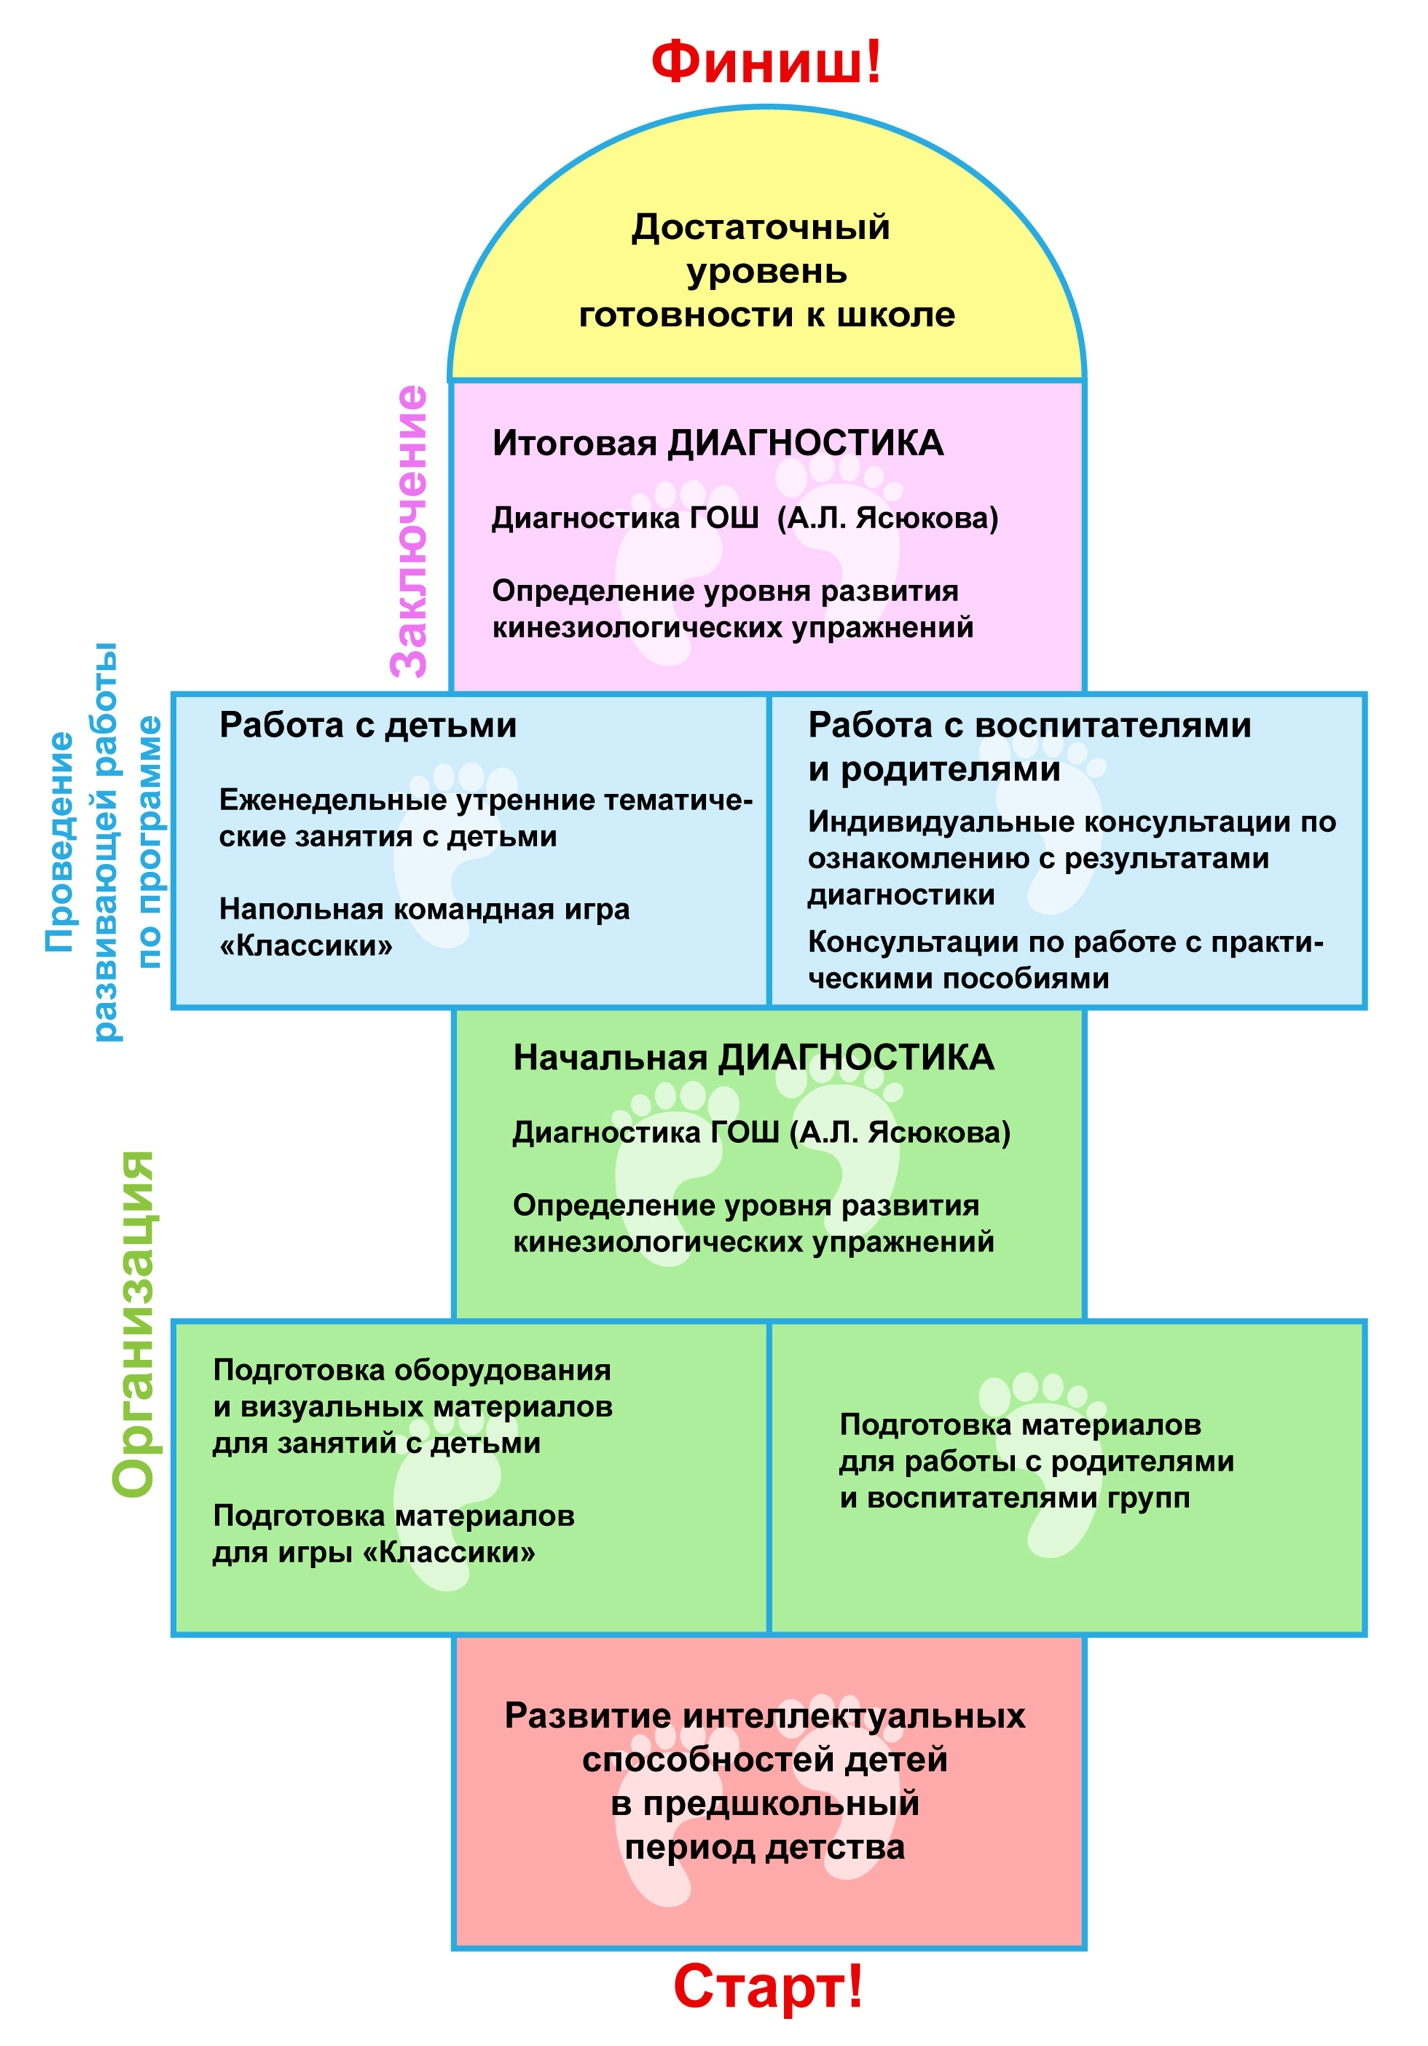 Финиш!
Достаточный
уровень
готовности к школе
Заключение
Итоговая ДИАГНОСТИКА
Диагностика ГОШ (А.Л. Ясюкова)
Определение уровня развития
кинезиологических упражнений
Проведение
развивающей работы
по программе
Работа с детьми
Еженедельные утренние тематиче-
ские занятия с детьми
Напольная командная игра
«Классики»
Работа с воспитателями
и родителями
Индивидуальные консультации по
ознакомлению с результатами
диагностики
Консультации по работе с практи-
ческими пособиями
Организация
Начальная ДИАГНОСТИКА
Диагностика ГОШ (А.Л. Ясюкова)
Определение уровня развития
кинезиологических упражнений
Подготовка оборудования
и визуальных материалов
для занятий с детьми
Подготовка материалов
для игры «Классики»
Подготовка материалов
для работы с родителями
и воспитателями групп
Развитие интеллектуальных
способностей детей
в предшкольный
период детства
Старт!